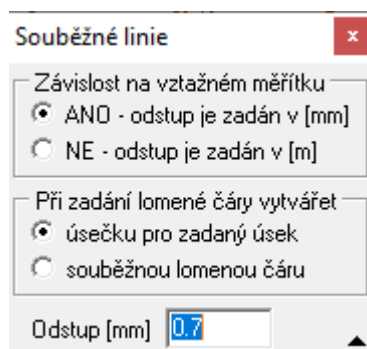 Souběžné linie x
Závislost na vztažném měřítku
ANO - odstup je zadán v [mm]
NE - odstup je zadán v [m]
Při zadání lomené čáry vytvářet
úsečku pro zadaný úsek
souběžnou lomenou čáru
Odstup [mm] 0.7